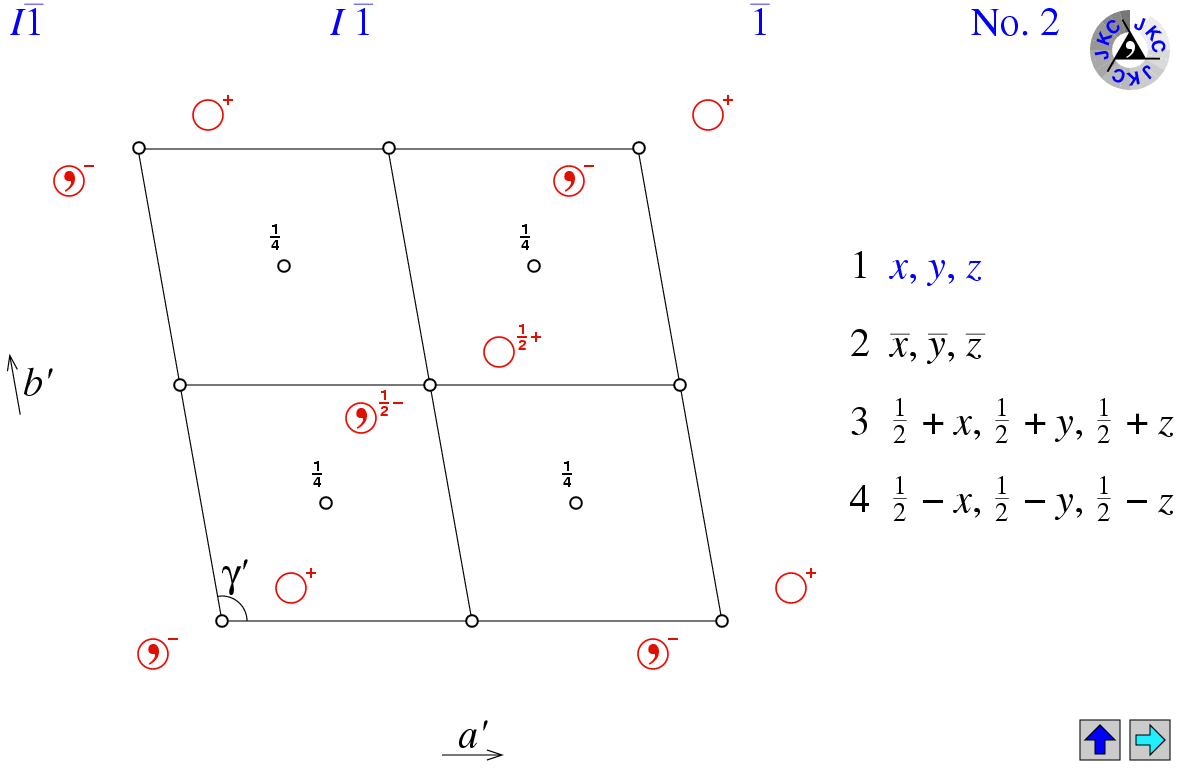 I1̅ I 1̅ 1̅ No. 2
JKC JKC JKC
+ +
, − , −
1/4 1/4
1/2 +
b′
, 1/2 −
1/4 1/4
γ′ + +
, − , −
a′
1 x, y, z
2 x̅, y̅, z̅
3 1/2 + x, 1/2 + y, 1/2 + z
4 1/2 − x, 1/2 − y, 1/2 − z